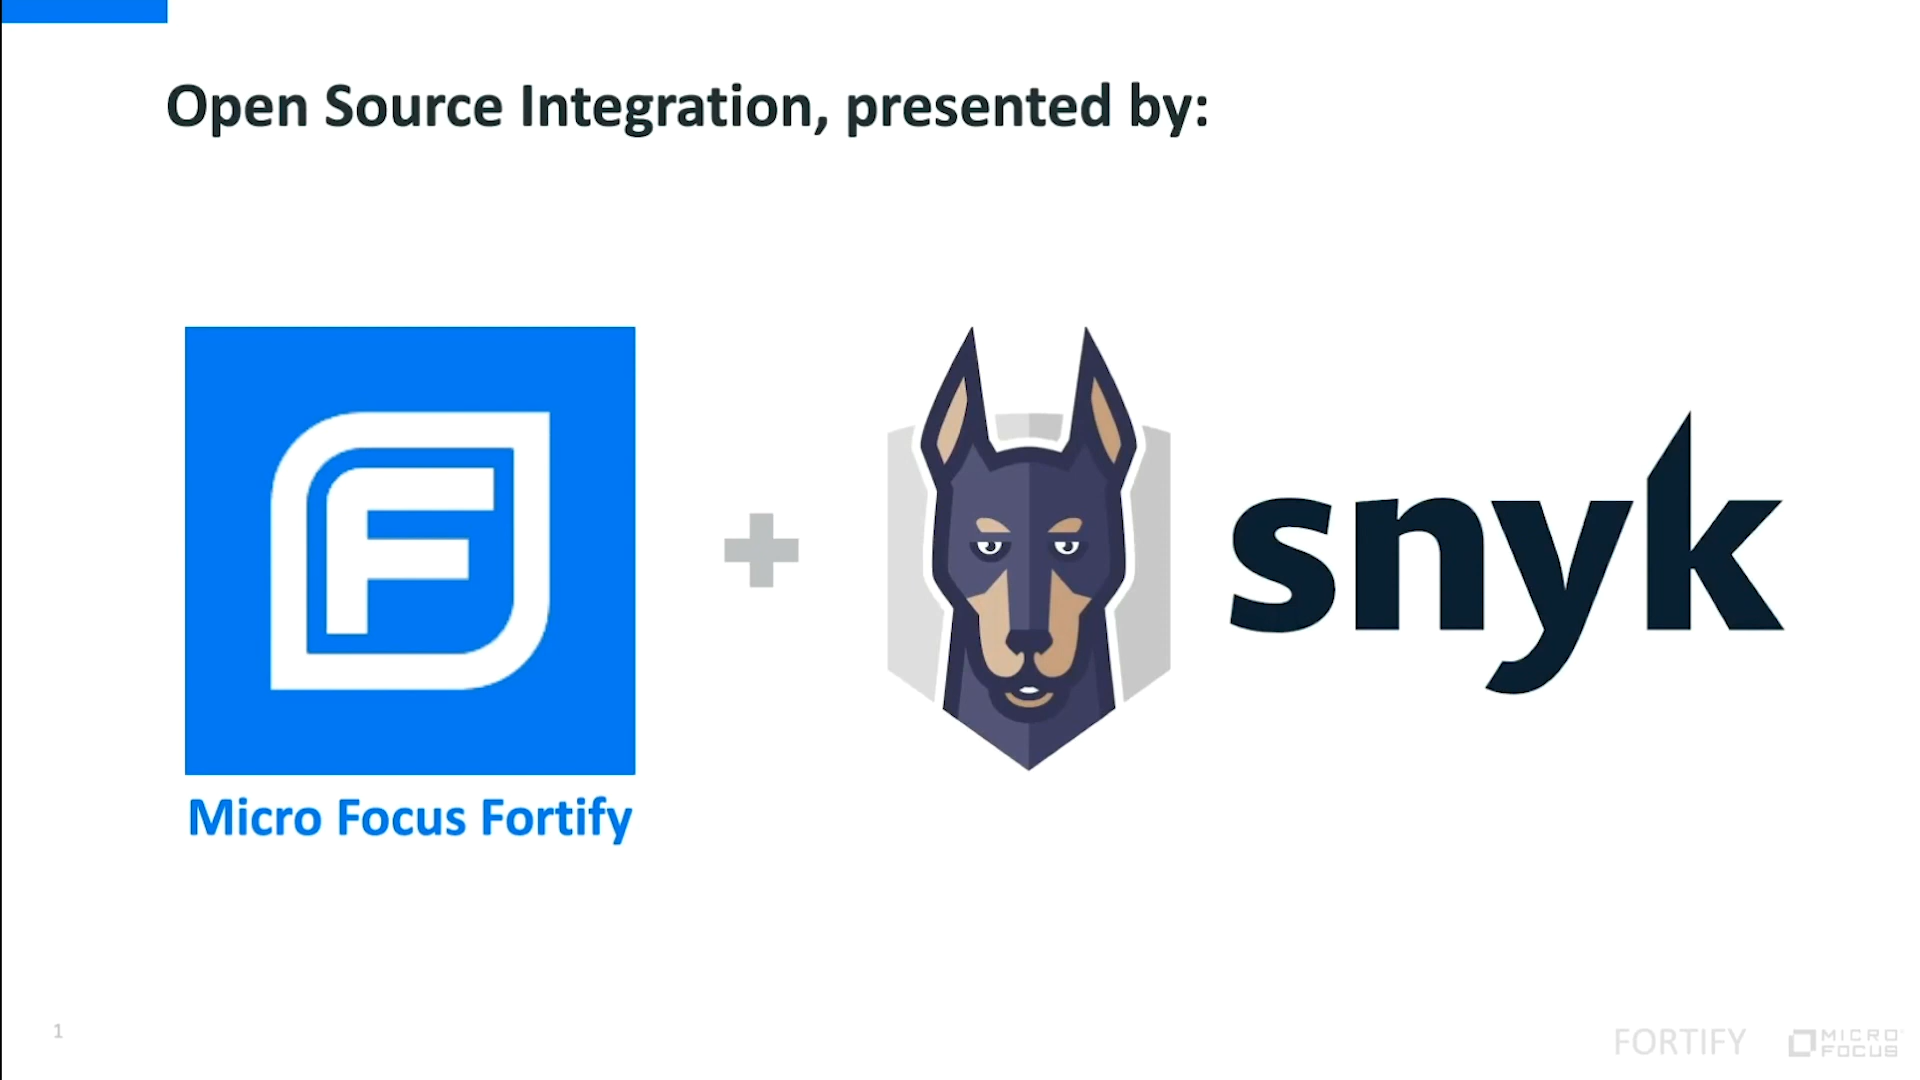 Open Source Integration, presented by:
F
snyk
Micro Focus Fortify
1
FORTIFY
MICRO
FOCUS